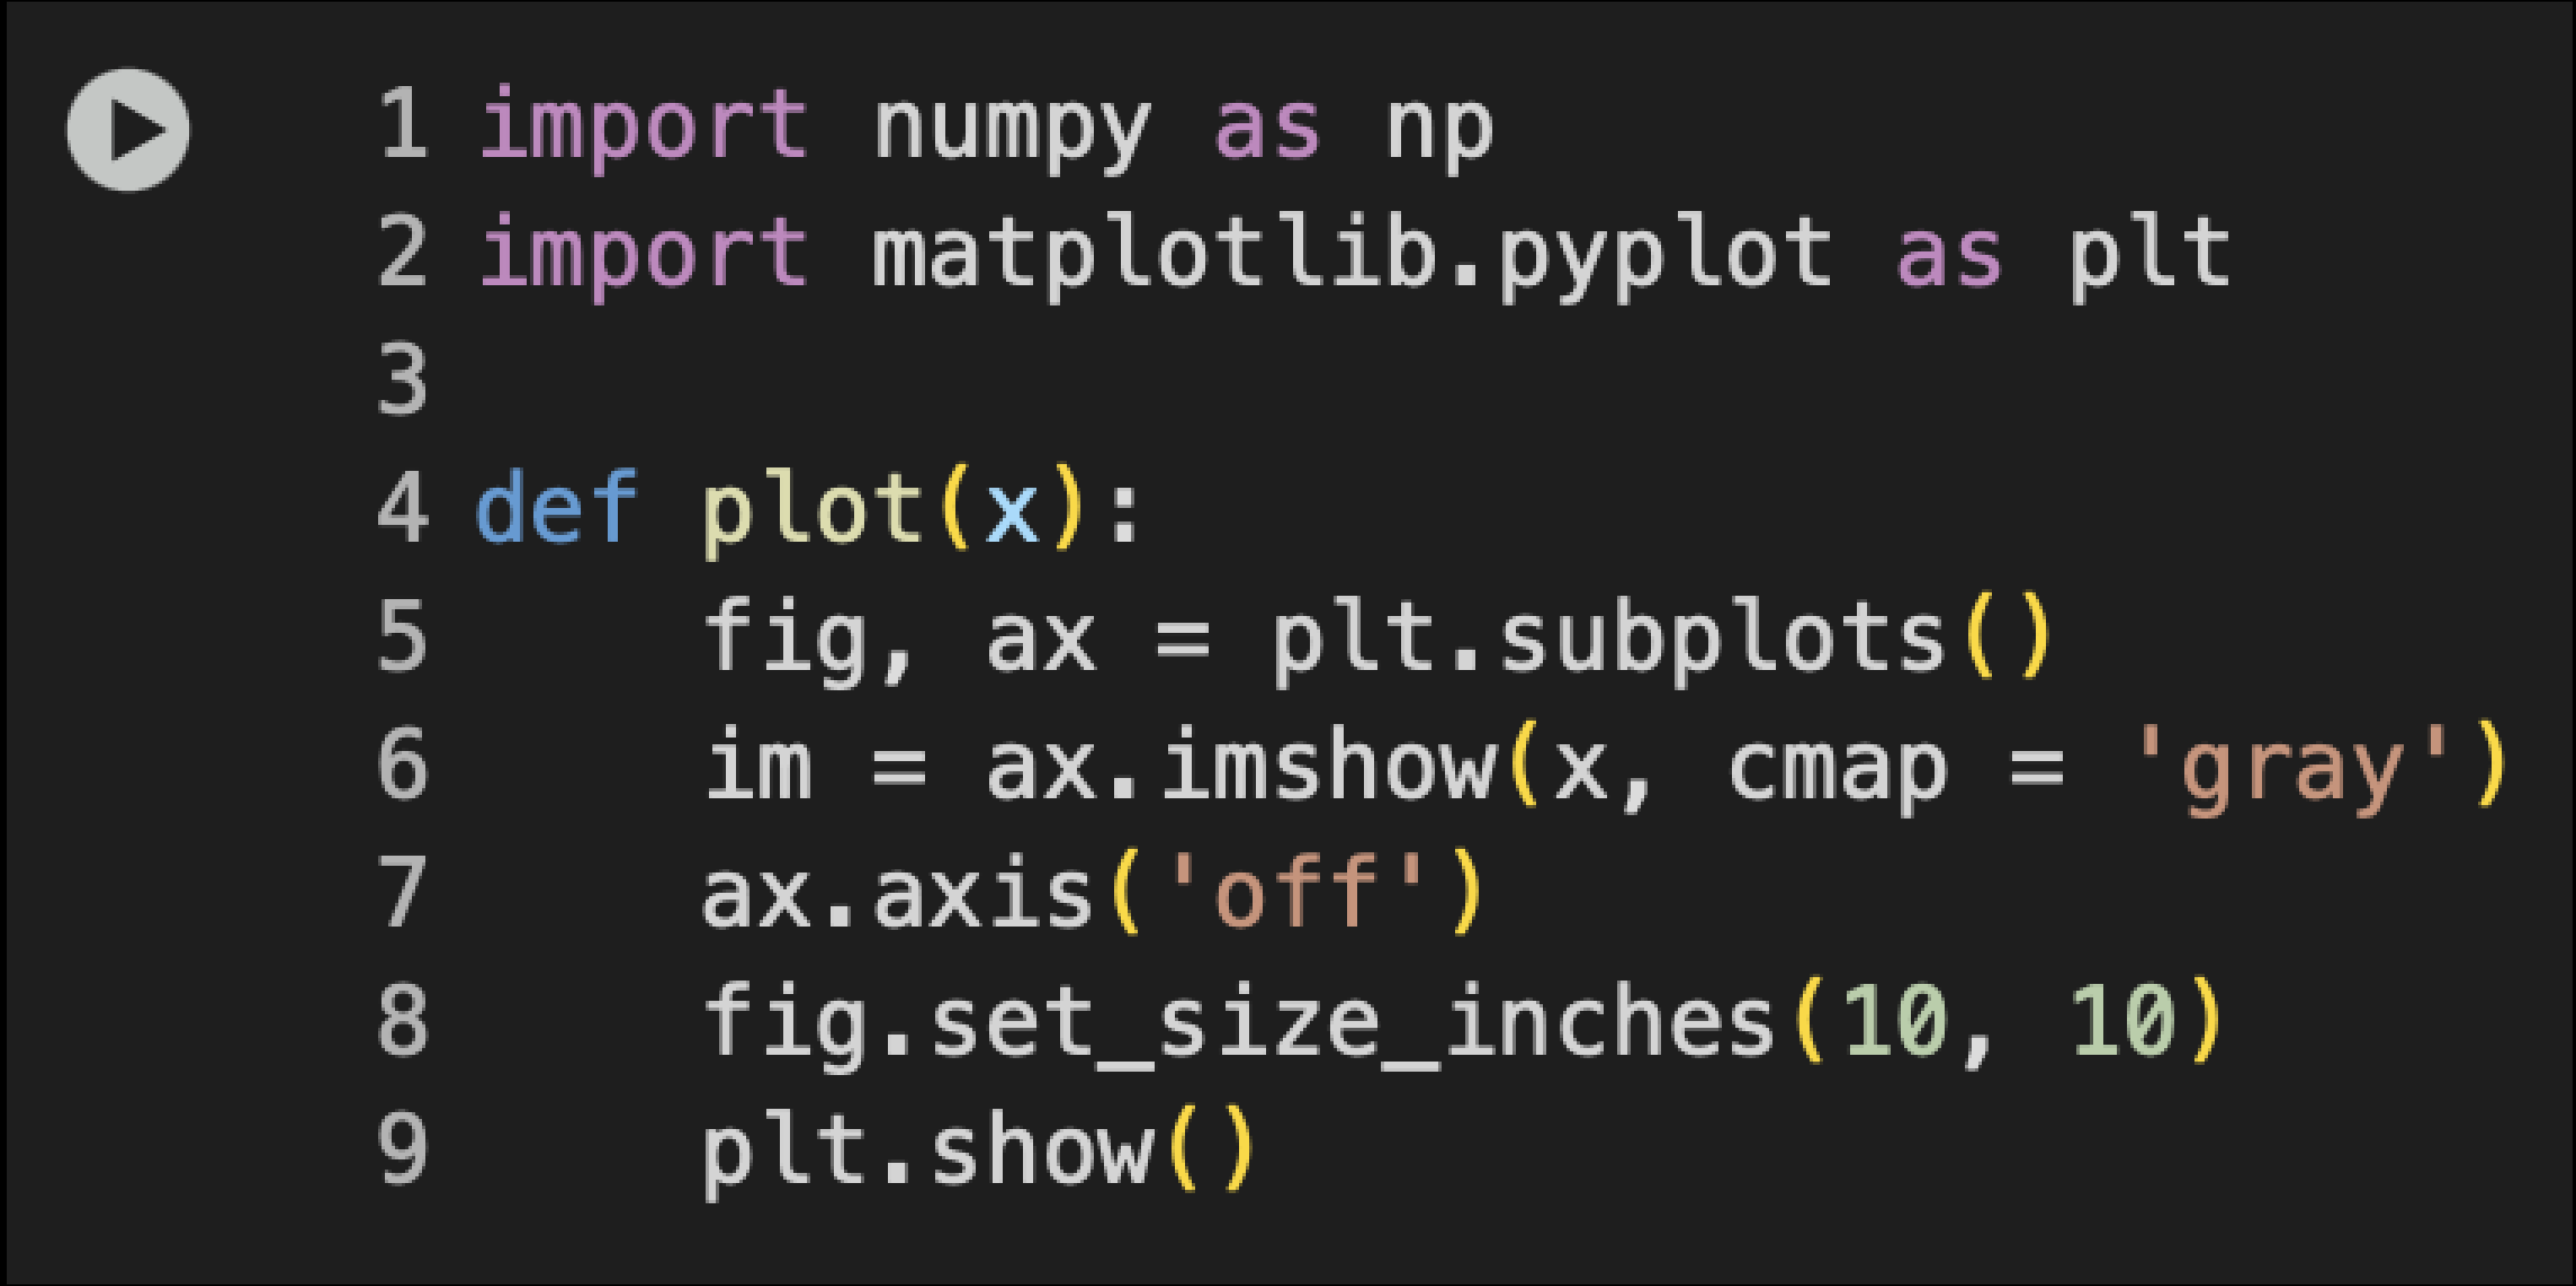 1 import numpy as np
2 import matplotlib.pyplot as plt
3
4 def plot(x):
5     fig, ax = plt.subplots()
6     im = ax.imshow(x, cmap = 'gray')
7     ax.axis('off')
8     fig.set_size_inches(10, 10)
9     plt.show()